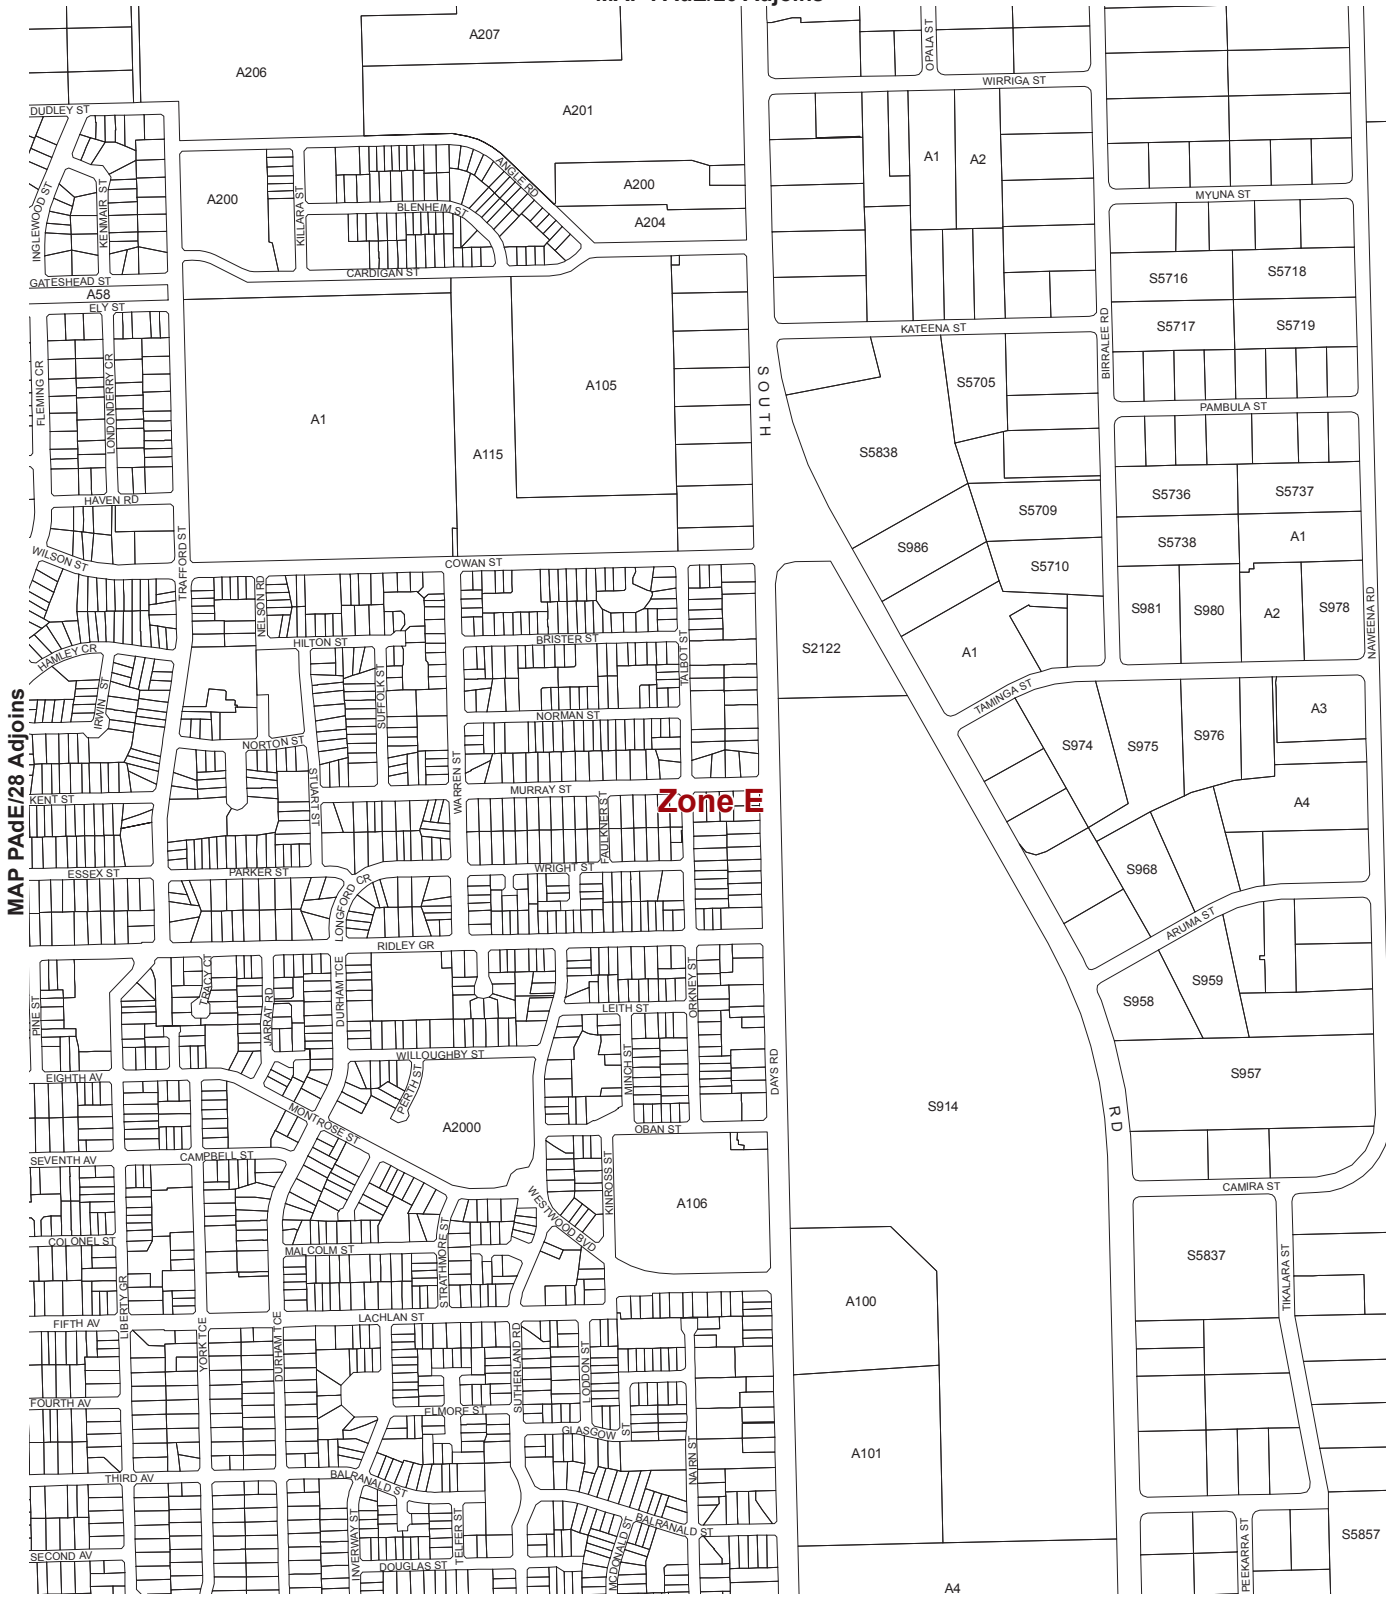 A207
A206
A201
OPALA ST
WIRRIGA ST
DUDLEY ST
ANGLE RD
A1
A2
A200
A200
A204
MYUNA ST
INGLEWOOD ST
KENMAIR ST
KILLARA ST
BLENHEIM ST
CARDIGAN ST
GATESHEAD ST
A58
ELY ST
S5716
S5718
S5717
S5719
KATEENA ST
BIRRALEE RD
FLEMING CR
LONDONDERRY CR
A1
A115
A105
SOUTH
S5705
S5838
PAMBULA ST
HAVEN RD
WILSON ST
TRAFFORD ST
COWAN ST
S5709
S986
S5710
S5736
S5737
S5738
A1
S981
S980
A2
S978
NAWEENA RD
NELSON RD
HILTON ST
BRISTER ST
TALBOT ST
S2122
A1
HAMLEY CR
IRWIN ST
SUFFOLK ST
NORMAN ST
TAMINGA ST
MAP PAdE/28 Adjoins
NORTON ST
STUART ST
WARREN ST
S974
S975
S976
A3
KENT ST
MURRAY ST
FAULKNER ST
Zone E
A4
ESSEX ST
PARKER ST
LONGFORD CR
WRIGHT ST
S968
ARUMA ST
RIDLEY GR
PINE ST
TRACY CT
JARRAT RD
DURHAM TCE
ORKNEY ST
LEITH ST
S958
S959
EIGHTH AV
WILLOUGHBY ST
PERTH ST
MINCH ST
DAYS RD
S957
MONTROSE ST
A2000
S914
RD
OBAN ST
SEVENTH AV
CAMPBELL ST
KINROSS ST
WESTWOOD BVD
A106
CAMIRA ST
COLONEL ST
MALCOLM ST
STRATHMORE ST
S5837
TIKALARA ST
LIBERTY GR
FIFTH AV
YORK TCE
DURHAM TCE
LACHLAN ST
SUTHERLAND RD
LODDON ST
A100
FOURTH AV
ELMORE ST
GLASGOW ST
NAIRN ST
A101
THIRD AV
BALRANALD ST
INVERWAY ST
TELFER ST
BALRANALD ST
MCDONALD ST
SECOND AV
DOUGLAS ST
PEEKARRA ST
S5857
A4